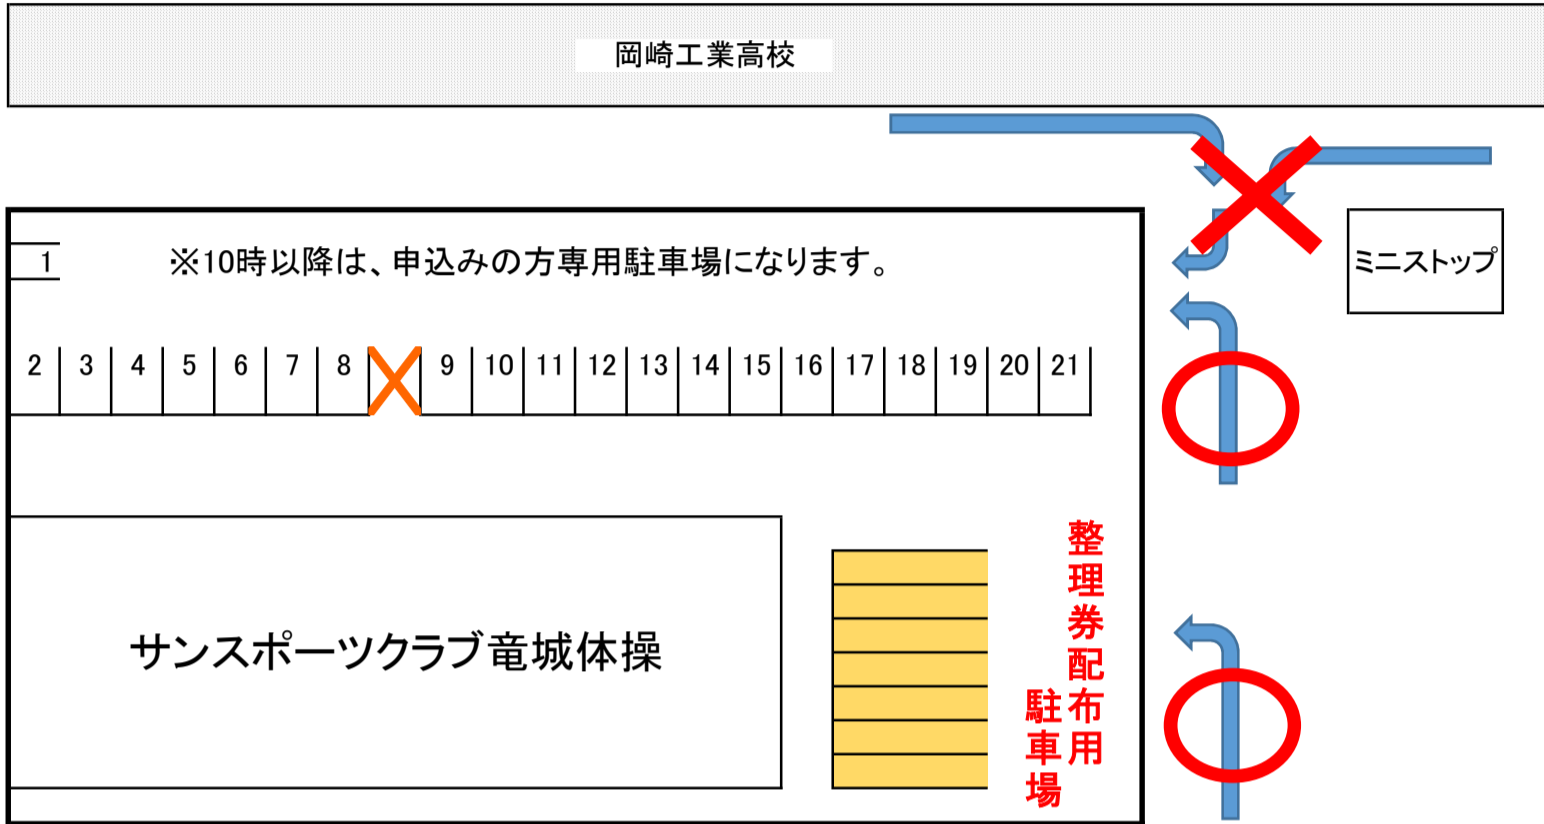 岡崎工業高校
1
※10時以降は、申込みの方専用駐車場になります。
ミニストップ
2 3 4 5 6 7 8 9 10 11 12 13 14 15 16 17 18 19 20 21
サンスポーツクラブ竜城体操
整理券配布用
駐車場